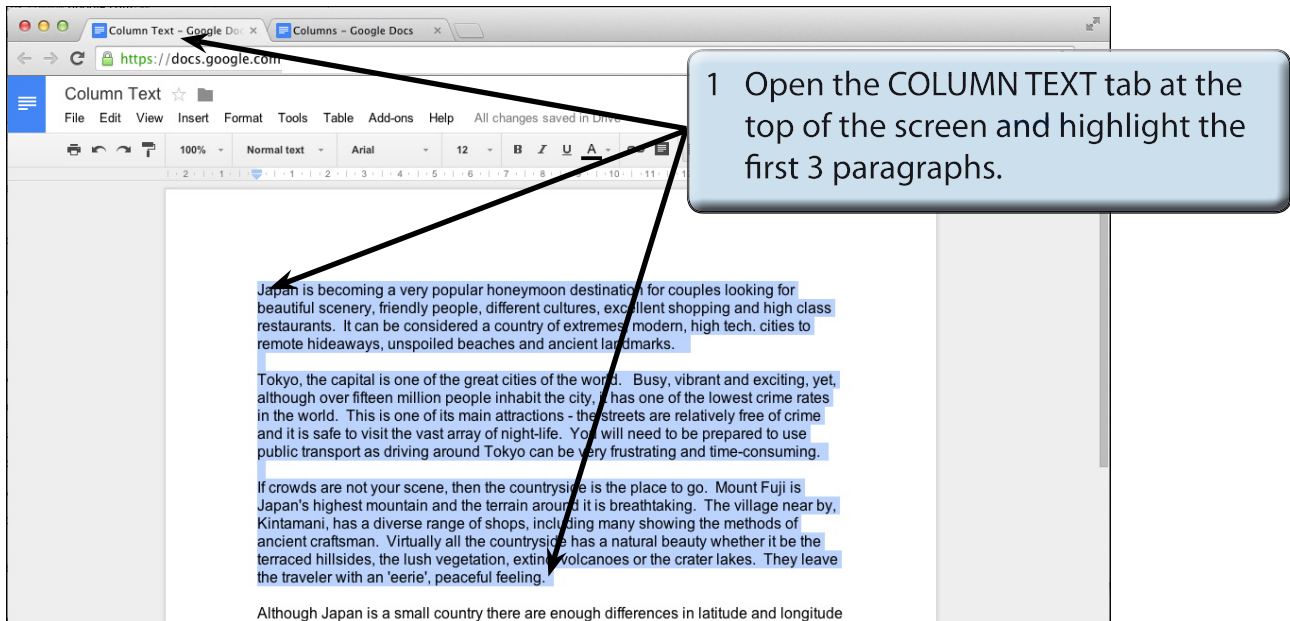 Column Text - Google Doc × Columns - Google Docs ×
https://docs.google.com
1 Open the COLUMN TEXT tab at the
top of the screen and highlight the
first 3 paragraphs.
Column Text
File Edit View Insert Format Tools Table Add-ons Help All changes saved in Drive
100% Normal text Arial 12 B I U A
2 1 1 2 3 4 5 6 7 8 10 11
Japan is becoming a very popular honeymoon destination for couples looking for
beautiful scenery, friendly people, different cultures, excellent shopping and high class
restaurants. It can be considered a country of extremes, modern, high tech. cities to
remote hideaways, unspoiled beaches and ancient landmarks.
Tokyo, the capital is one of the great cities of the world. Busy, vibrant and exciting, yet,
although over fifteen million people inhabit the city, it has one of the lowest crime rates
in the world. This is one of its main attractions - the streets are relatively free of crime
and it is safe to visit the vast array of night-life. You will need to be prepared to use
public transport as driving around Tokyo can be very frustrating and time-consuming.
If crowds are not your scene, then the countryside is the place to go. Mount Fuji is
Japan's highest mountain and the terrain around it is breathtaking. The village near by,
Kintamani, has a diverse range of shops, including many showing the methods of
ancient craftsman. Virtually all the countryside has a natural beauty whether it be the
terraced hillsides, the lush vegetation, extinct volcanoes or the crater lakes. They leave
the traveler with an 'eerie', peaceful feeling.
Although Japan is a small country there are enough differences in latitude and longitude